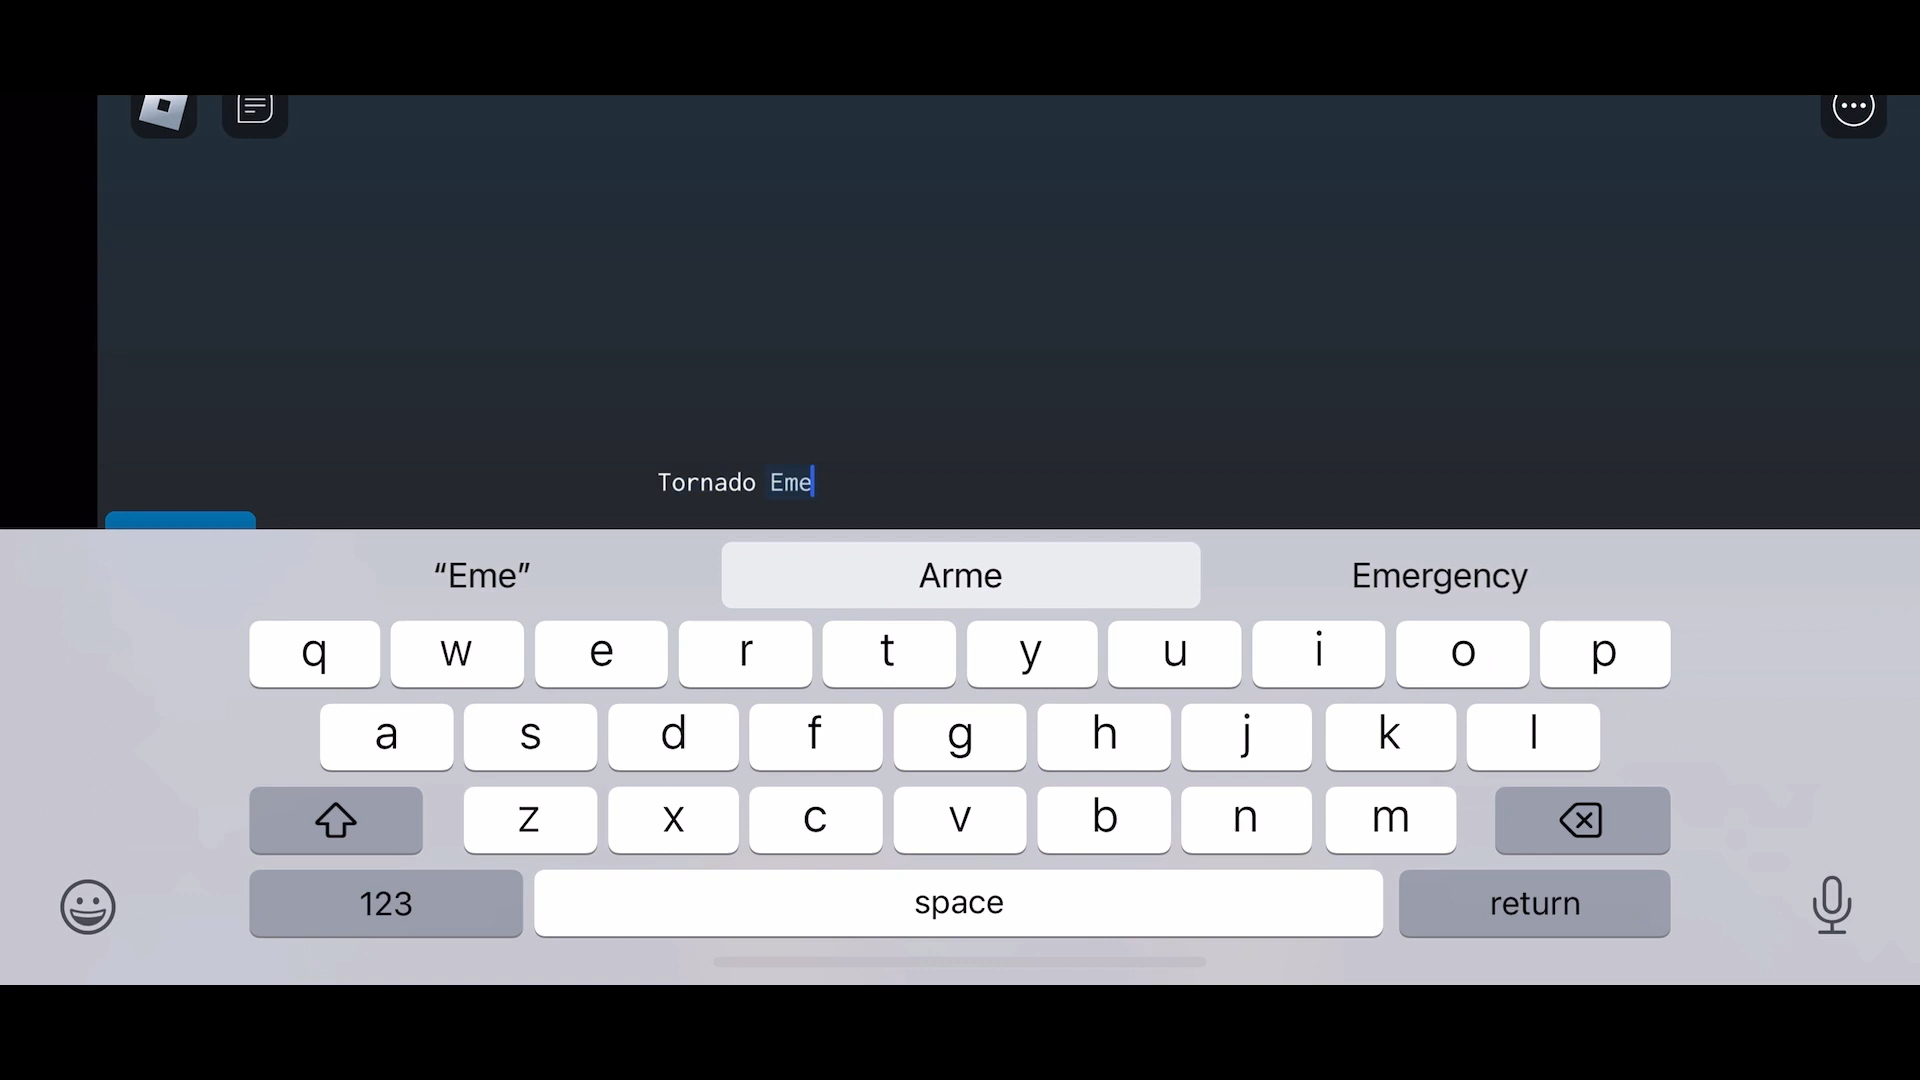 Tornado Eme
“Eme” Arme Emergency
q w e r t y u i o p
a s d f g h j k l
z x c v b n m
123 space return